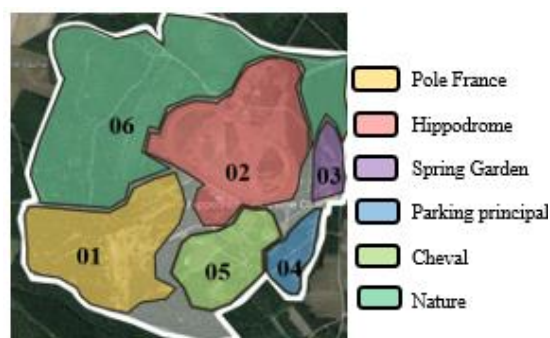 06
02
03
01
05
04
Pole France
Hippodrome
Spring Garden
Parking principal
Cheval
Nature